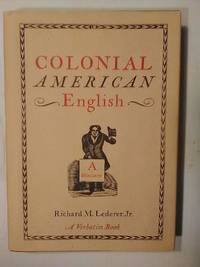 COLONIAL
AMERICAN
English
A
Richard M. Lederer, Jr.
A Verbatim Book